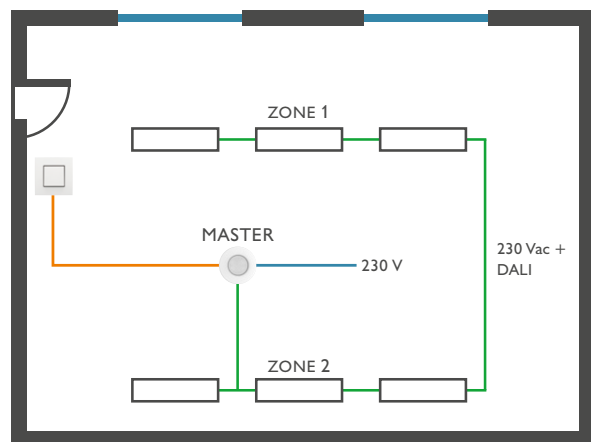 ZONE 1
MASTER
230 V
230 Vac +
DALI
ZONE 2